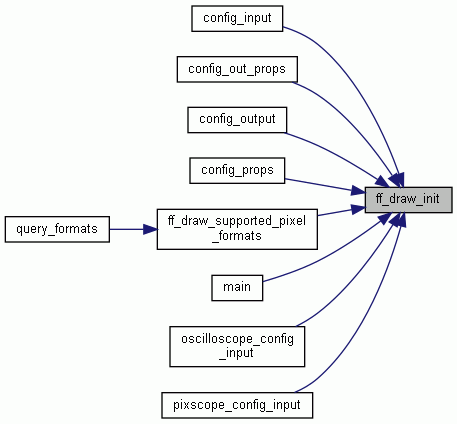 config_input
config_out_props
config_output
config_props
ff_draw_init
query_formats
ff_draw_supported_pixel
_formats
main
oscilloscope_config
_input
pixscope_config_input